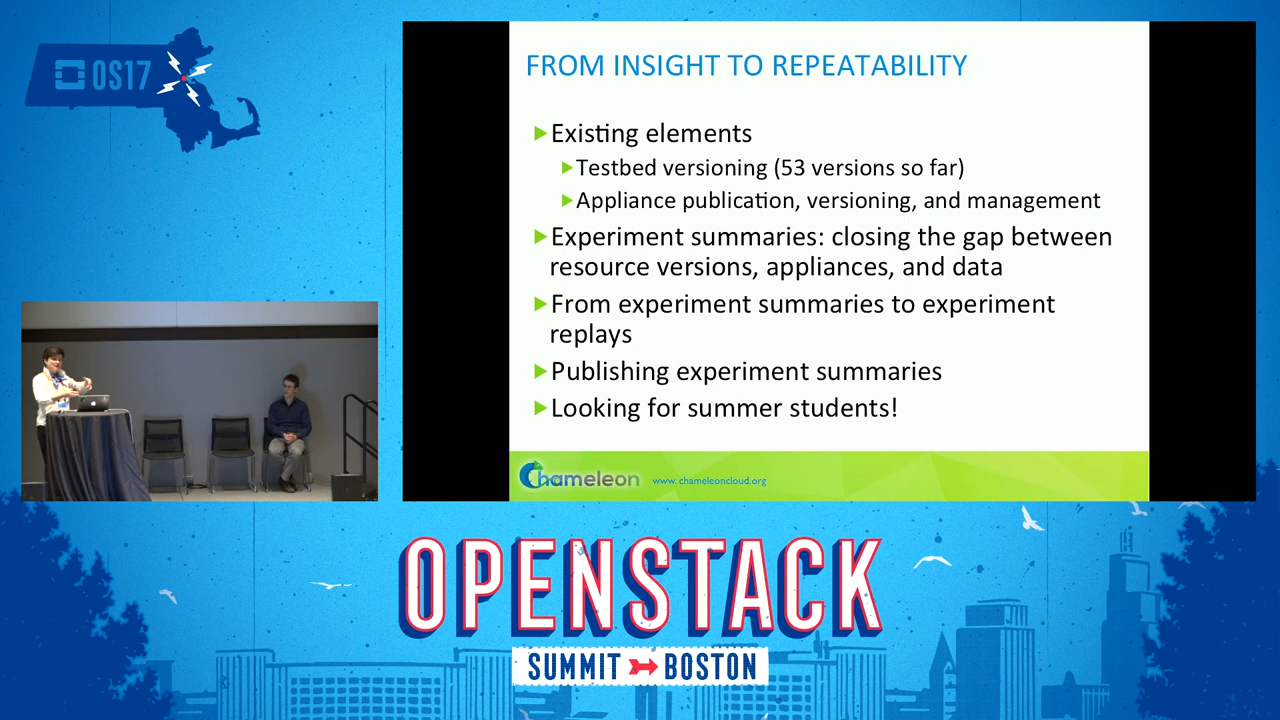 OS17
FROM INSIGHT TO REPEATABILITY
Existing elements
Testbed versioning (53 versions so far)
Appliance publication, versioning, and management
Experiment summaries: closing the gap between
resource versions, appliances, and data
From experiment summaries to experiment
replays
Publishing experiment summaries
Looking for summer students!
Chameleon
www. chameleoncloud.org
OPENSTACK
SUMMIT BOSTON